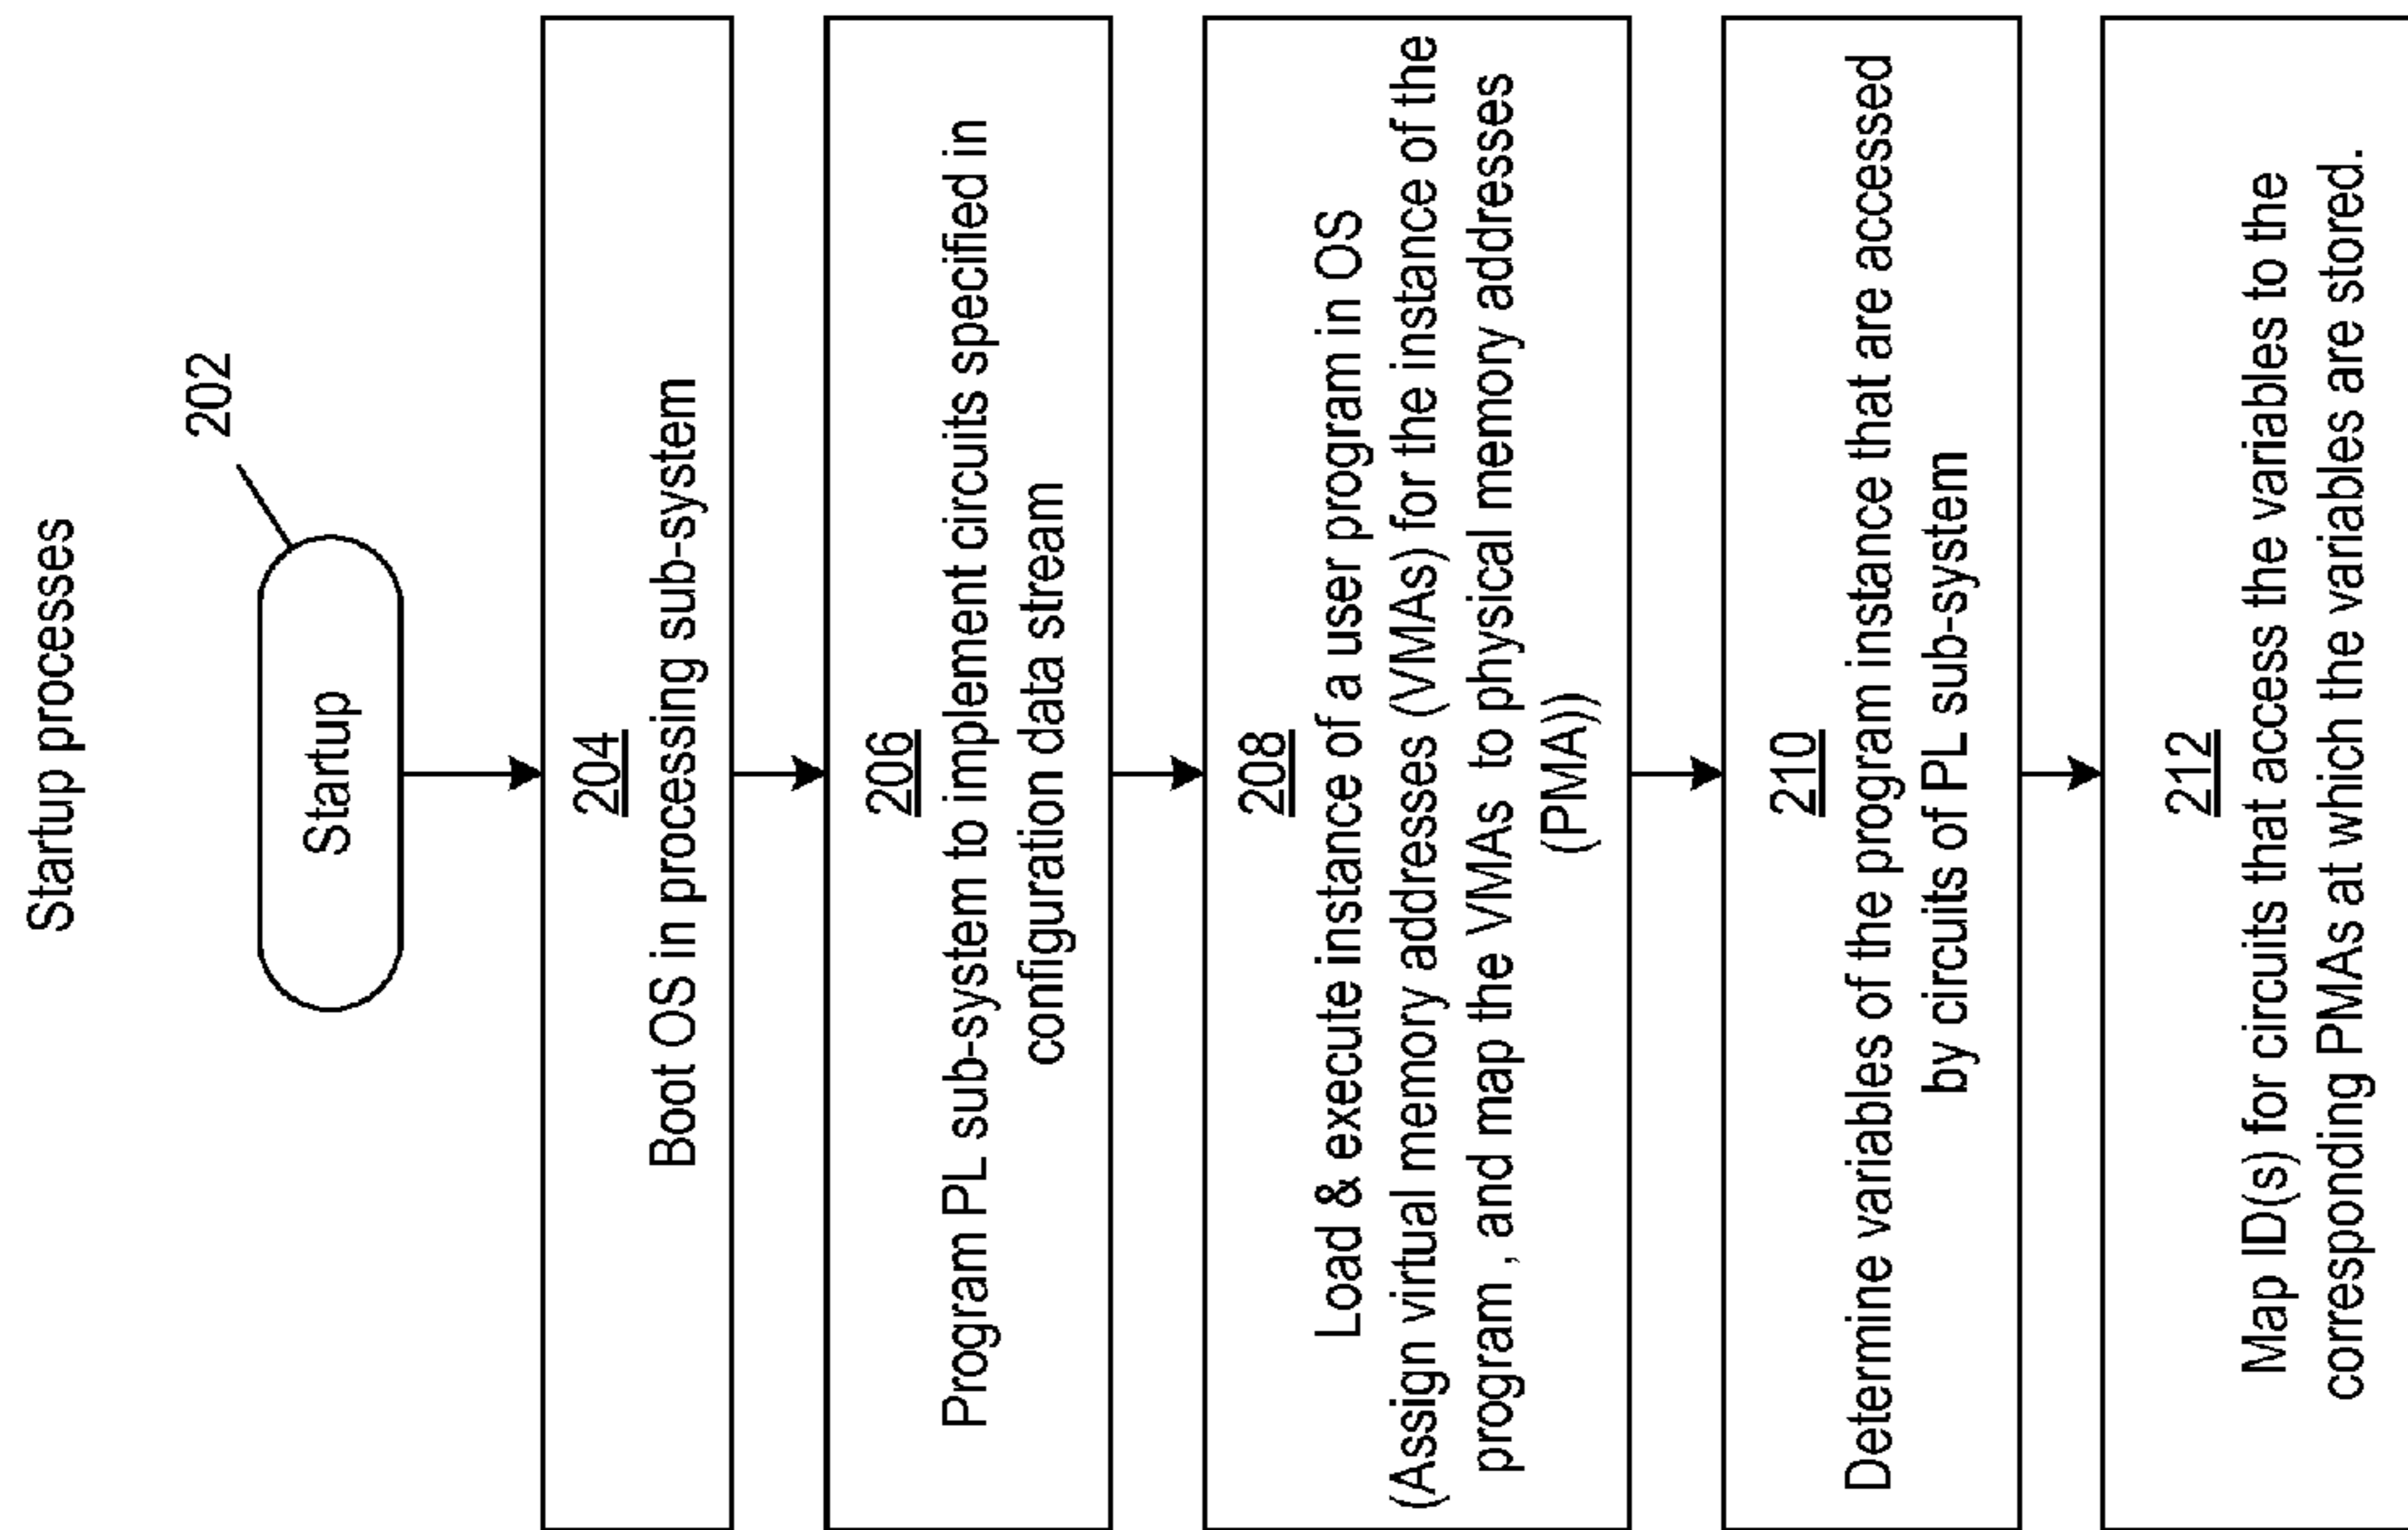 Startup processes
202
Startup
204
Boot OS in processing sub-system
206
Program PL sub-system to implement circuits specified in
configuration data stream
208
Load & execute instance of a user program in OS
(Assign virtual memory addresses (VMAs) for the instance of the
program , and map the VMAs to physical memory addresses
(PMA))
210
Determine variables of the program instance that are accessed
by circuits of PL sub-system
212
Map ID(s) for circuits that access the variables to the
corresponding PMAs at which the variables are stored.